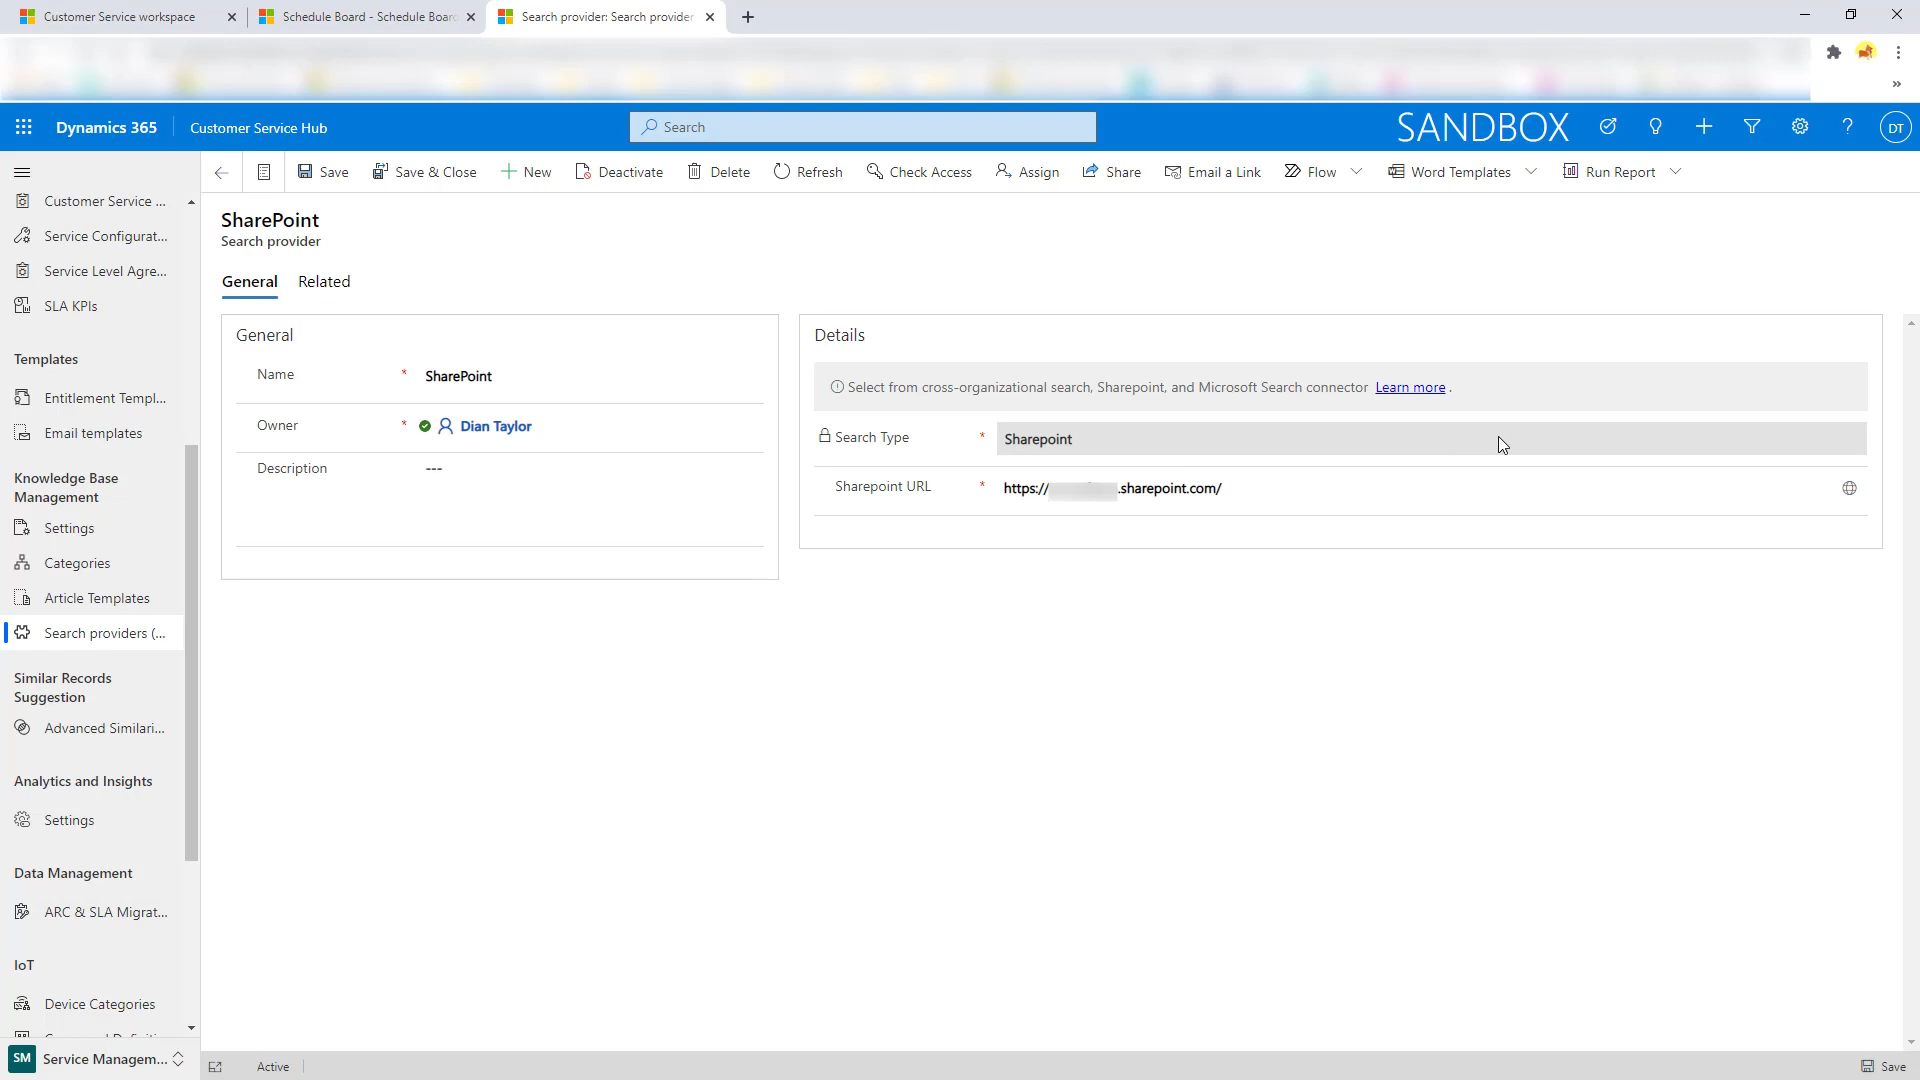 Customer Service workspace
Schedule Board - Schedule Board
Search provider: Search provider
Dynamics 365
Customer Service Hub
Search
SANDBOX
DT
Save
Save & Close
New
Deactivate
Delete
Refresh
Check Access
Assign
Share
Email a Link
Flow
Word Templates
Run Report
Customer Service ...
Service Configurat...
Service Level Agre...
SLA KPIs
Templates
Entitlement Templ...
Email templates
Knowledge Base
Management
Settings
Categories
Article Templates
Search providers (...
Similar Records
Suggestion
Advanced Similari...
Analytics and Insights
Settings
Data Management
ARC & SLA Migrat...
IoT
Device Categories
SM
Service Managem...
SharePoint
Search provider
General
Related
General
Name * SharePoint
Owner * Dian Taylor
Description ---
Details
Select from cross-organizational search, Sharepoint, and Microsoft Search connector Learn more .
Search Type * Sharepoint
Sharepoint URL * https:// .sharepoint.com/
Active
Save